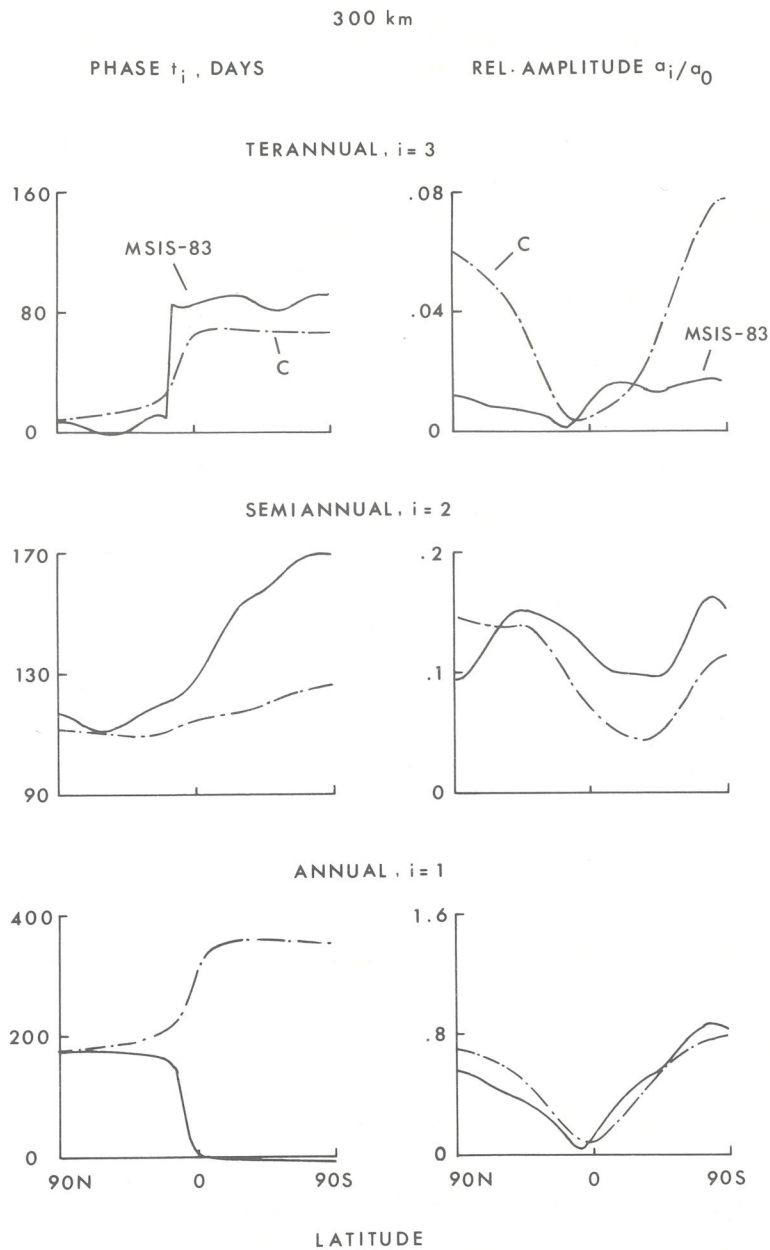 300 km
PHASE ti, DAYS
REL. AMPLITUDE ai/a0
TERANNUAL, i=3
160
80
0
MSIS-83
C
.08
.04
0
C
MSIS-83
SEMIANNUAL, i=2
170
130
90
.2
.1
0
ANNUAL, i=1
400
200
0
90N 0 90S
1.6
.8
0
90N 0 90S
LATITUDE